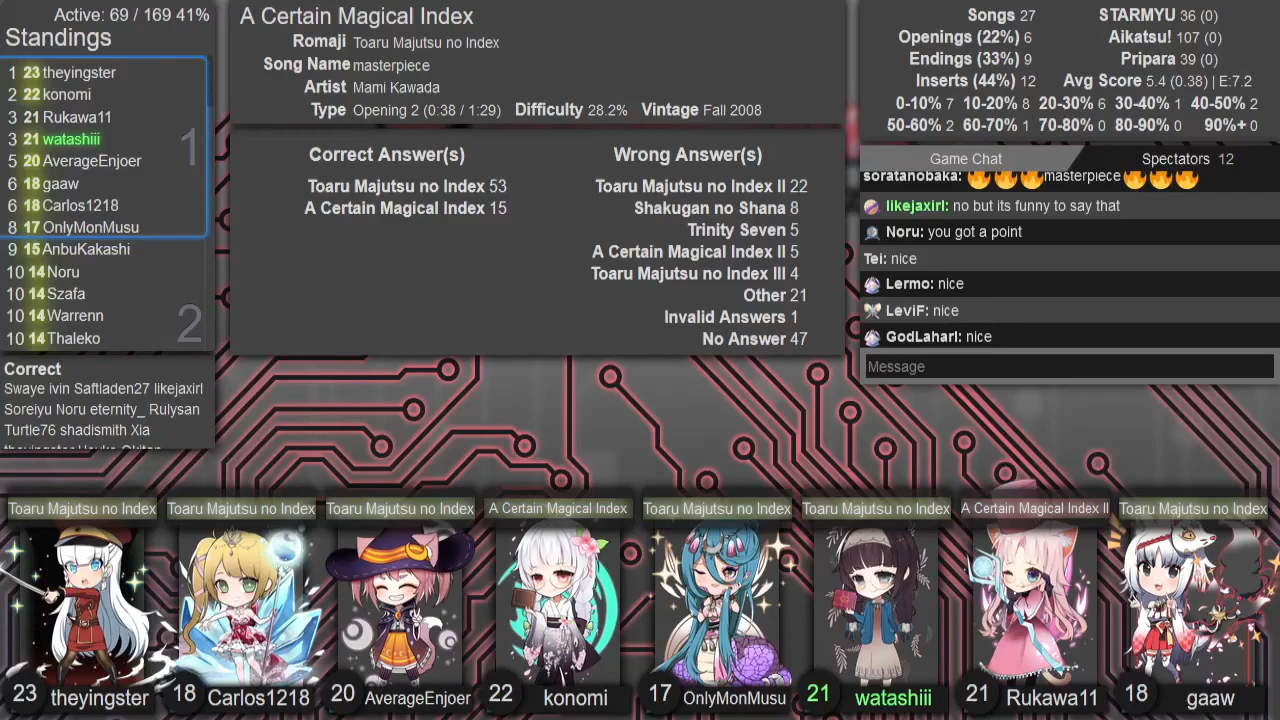 Active: 69 / 169 41%
Standings
1 23 theyingster
2 22 konomi
3 21 Rukawa11
3 21 watashiii
5 20 AverageEnjoer
6 18 gaaw
6 18 Carlos1218
8 17 OnlyMonMusu
1
9 15 AnbuKakashi
10 14 Noru
10 14 Szafa
10 14 Warrenn
10 14 Thaleko
2
Correct
Swaye ivin Saftladen27 likejaxirl
Soreiyu Noru eternity_ Rulysan
Turtle76 shadismith Xia
A Certain Magical Index
Romaji Toaru Majutsu no Index
Song Name masterpiece
Artist Mami Kawada
Type Opening 2 (0:38 / 1:29) Difficulty 28.2% Vintage Fall 2008
Correct Answer(s)
Toaru Majutsu no Index 53
A Certain Magical Index 15
Wrong Answer(s)
Toaru Majutsu no Index II 22
Shakugan no Shana 8
Trinity Seven 5
A Certain Magical Index II 5
Toaru Majutsu no Index III 4
Other 21
Invalid Answers 1
No Answer 47
Songs 27 STARMYU 36 (0)
Openings (22%) 6 Aikatsu! 107 (0)
Endings (33%) 9 Pripara 39 (0)
Inserts (44%) 12 Avg Score 5.4 (0.38) | E:7.2
0-10% 7 10-20% 8 20-30% 6 30-40% 1 40-50% 2
50-60% 2 60-70% 1 70-80% 0 80-90% 0 90%+ 0
Game Chat Spectators 12
soratanobaka: 🔥🔥🔥masterpiece🔥🔥🔥
likejaxirl: no but its funny to say that
Noru: you got a point
Tei: nice
Lermo: nice
LeviF: nice
GodLaharl: nice
Message
Toaru Majutsu no Index Toaru Majutsu no Index Toaru Majutsu no Index A Certain Magical Index Toaru Majutsu no Index Toaru Majutsu no Index A Certain Magical Index II Toaru Majutsu no Index
23 theyingster 18 Carlos1218 20 AverageEnjoer 22 konomi 17 OnlyMonMusu 21 watashiii 21 Rukawa11 18 gaaw